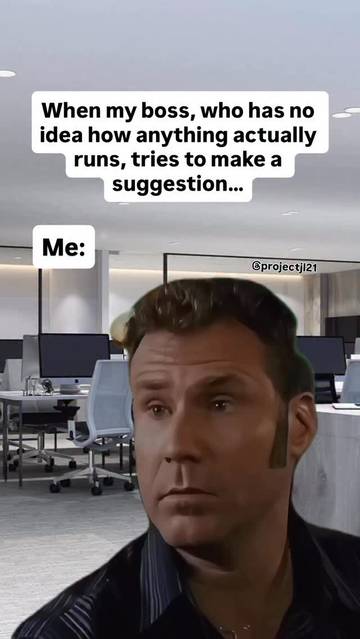 When my boss, who has no
idea how anything actually
runs, tries to make a
suggestion...
Me:
@projectjl21